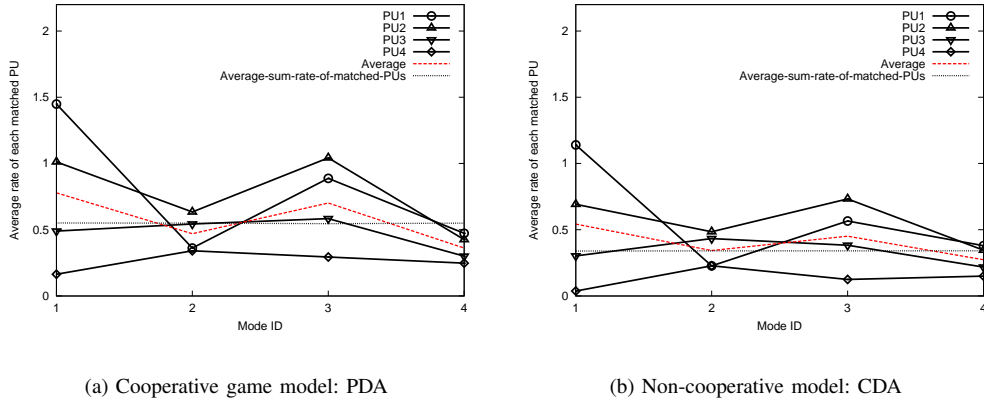 Average rate of each matched PU
2
1.5
1
0.5
0
1
2
3
4
Mode ID
PU1
PU2
PU3
PU4
Average
Average-sum-rate-of-matched-PUs
(a) Cooperative game model: PDA
Average rate of each matched PU
2
1.5
1
0.5
0
1
2
3
4
Mode ID
PU1
PU2
PU3
PU4
Average
Average-sum-rate-of-matched-PUs
(b) Non-cooperative model: CDA